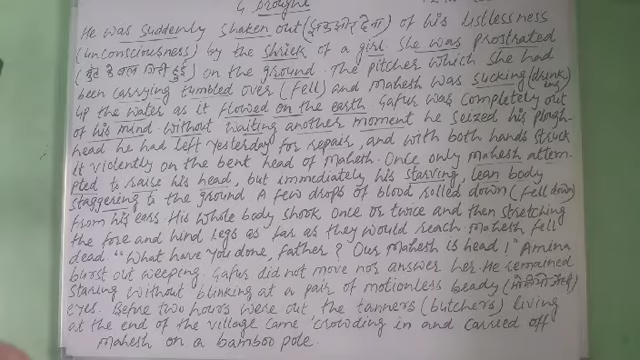 4 Drought
He was suddenly shaken out (झकझोर देना) of his listlessness
(unconsciousness) by the shriek of a girl. She was prostrated
(मुँह के बल गिरी हुई) on the ground. The pitcher which she had
been carrying tumbled over (fell) and Mahesh was sucking (drinking)
up the water as it flowed on the earth. Gafur was completely out
of his mind. Without waiting another moment he seized his plough-
head he had left yesterday for repair, and with both hands struck
it violently on the bent head of Mahesh. Once only Mahesh attem-
pted to raise his head, but immediately his starving, lean body
staggering to the ground. A few drops of blood rolled down (fell down)
from his ears. His whole body shook once or twice and then stretching
the fore and hind legs as far as they would reach Mahesh fell
dead. "What have you done, father? Our Mahesh is head!" Amina
burst out weeping. Gafur did not move nor answer her. He remained
staring without blinking at a pair of motionless beady
eyes. Before two hours were out the tanners (butchers) living
at the end of the village came crowding in and carried off
Mahesh on a bamboo pole.